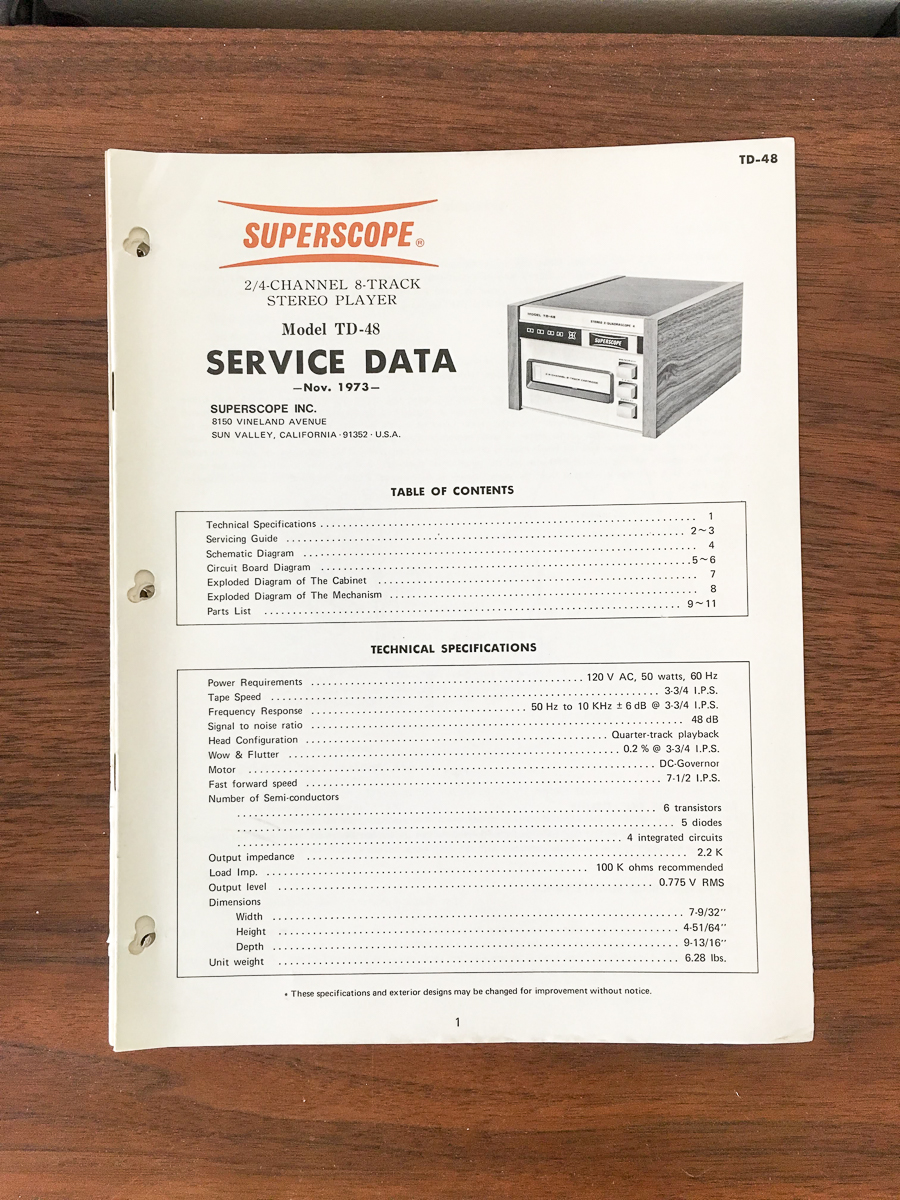 TD-48
SUPERSCOPE®
2/4-CHANNEL 8-TRACK
STEREO PLAYER
Model TD-48
SERVICE DATA
—Nov. 1973—
SUPERSCOPE INC.
8150 VINELAND AVENUE
SUN VALLEY, CALIFORNIA · 91352 · U.S.A.
MODEL TD-48
SUPERSCOPE
TABLE OF CONTENTS
Technical Specifications 1
Servicing Guide 2~3
Schematic Diagram 4
Circuit Board Diagram 5~6
Exploded Diagram of The Cabinet 7
Exploded Diagram of The Mechanism 8
Parts List 9~11
TECHNICAL SPECIFICATIONS
Power Requirements 120 V AC, 50 watts, 60 Hz
Tape Speed 3-3/4 I.P.S.
Frequency Response 50 Hz to 10 KHz ± 6 dB @ 3-3/4 I.P.S.
Signal to noise ratio 48 dB
Head Configuration Quarter-track playback
Wow & Flutter 0.2 % @ 3-3/4 I.P.S.
Motor DC-Governor
Fast forward speed 7-1/2 I.P.S.
Number of Semi-conductors
6 transistors
5 diodes
4 integrated circuits
Output impedance 2.2 K
Load Imp. 100 K ohms recommended
Output level 0.775 V RMS
Dimensions
Width 7-9/32"
Height 4-51/64"
Depth 9-13/16"
Unit weight 6.28 lbs.
* These specifications and exterior designs may be changed for improvement without notice.
1